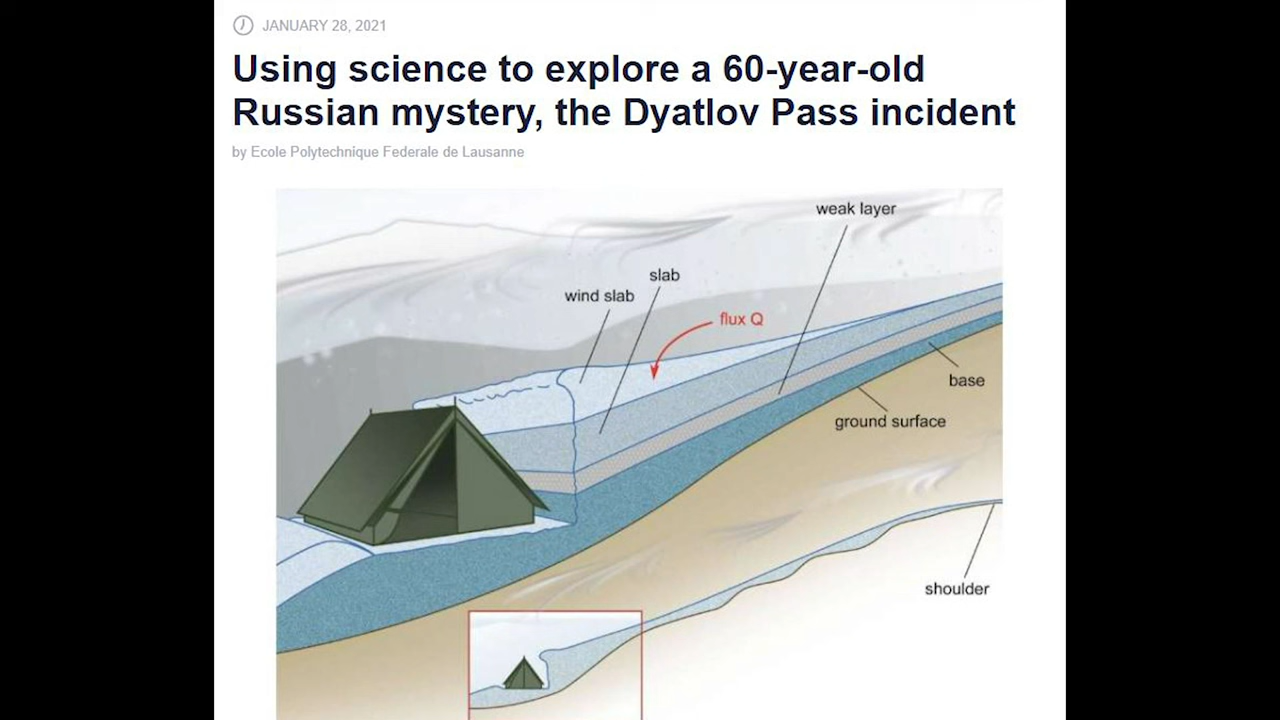 JANUARY 28, 2021
Using science to explore a 60-year-old
Russian mystery, the Dyatlov Pass incident
by Ecole Polytechnique Federale de Lausanne
weak layer
slab
wind slab
flux Q
base
ground surface
shoulder